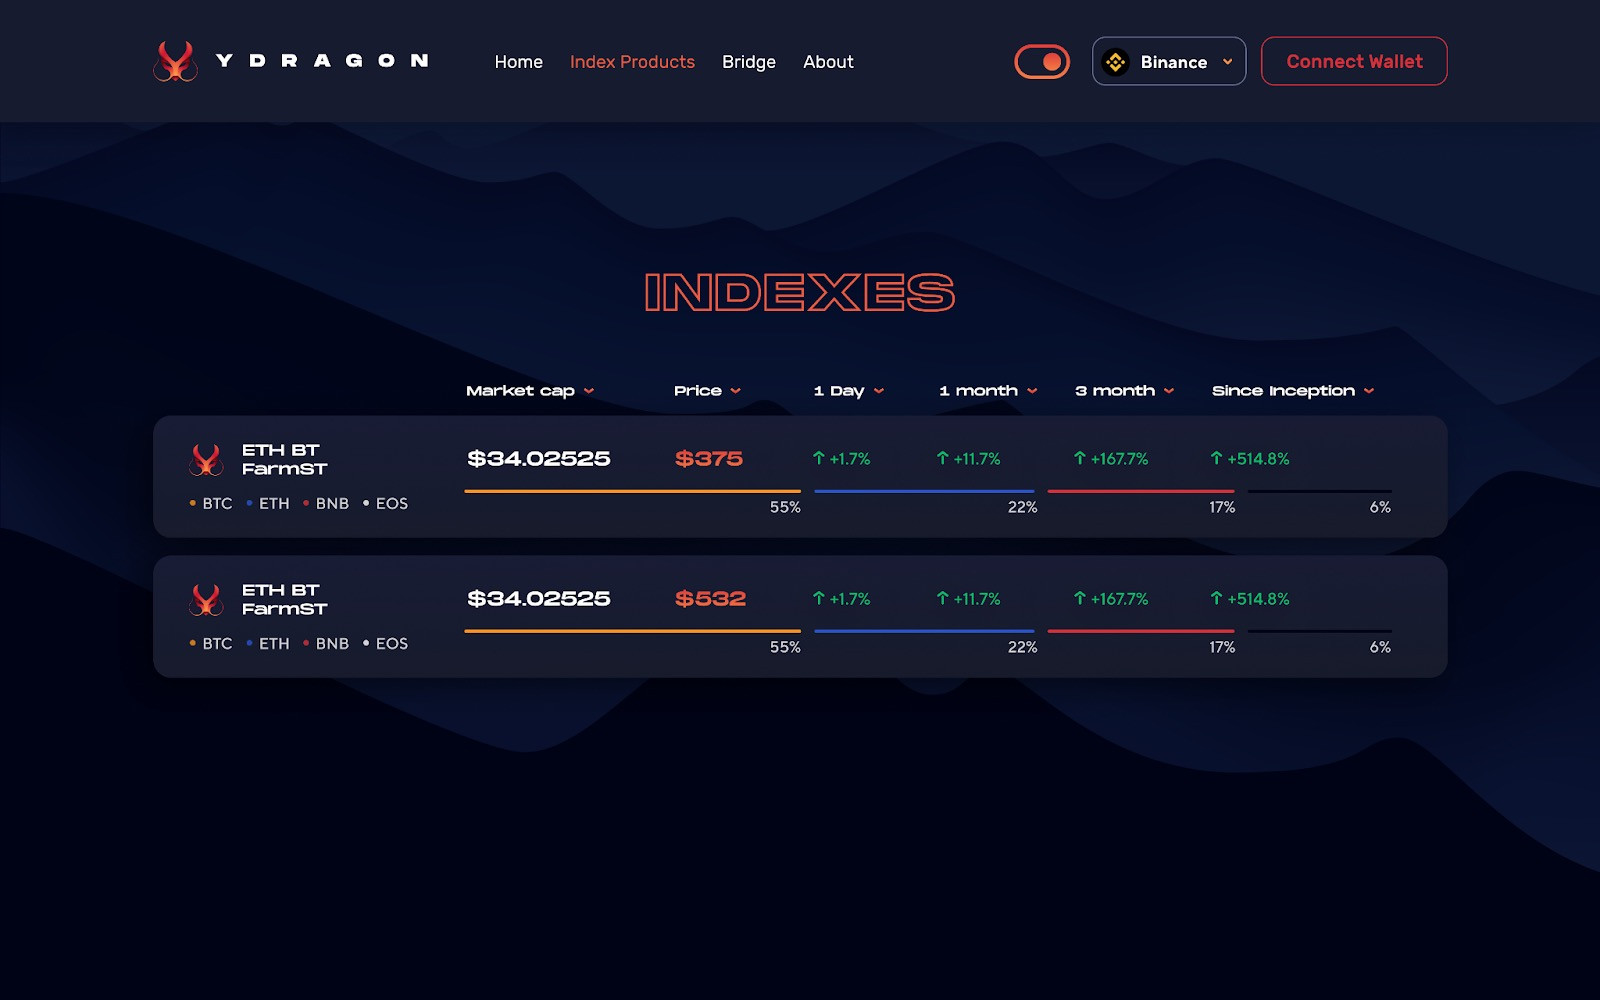 YDRAGON Home Index Products Bridge About Binance Connect Wallet
INDEXES
Market cap Price 1 Day 1 month 3 month Since Inception
ETH BT
FarmST
$34.02525 $375 ↑ +1.7% ↑ +11.7% ↑ +167.7% ↑ +514.8%
• BTC • ETH • BNB • EOS
55% 22% 17% 6%
ETH BT
FarmST
$34.02525 $532 ↑ +1.7% ↑ +11.7% ↑ +167.7% ↑ +514.8%
• BTC • ETH • BNB • EOS
55% 22% 17% 6%